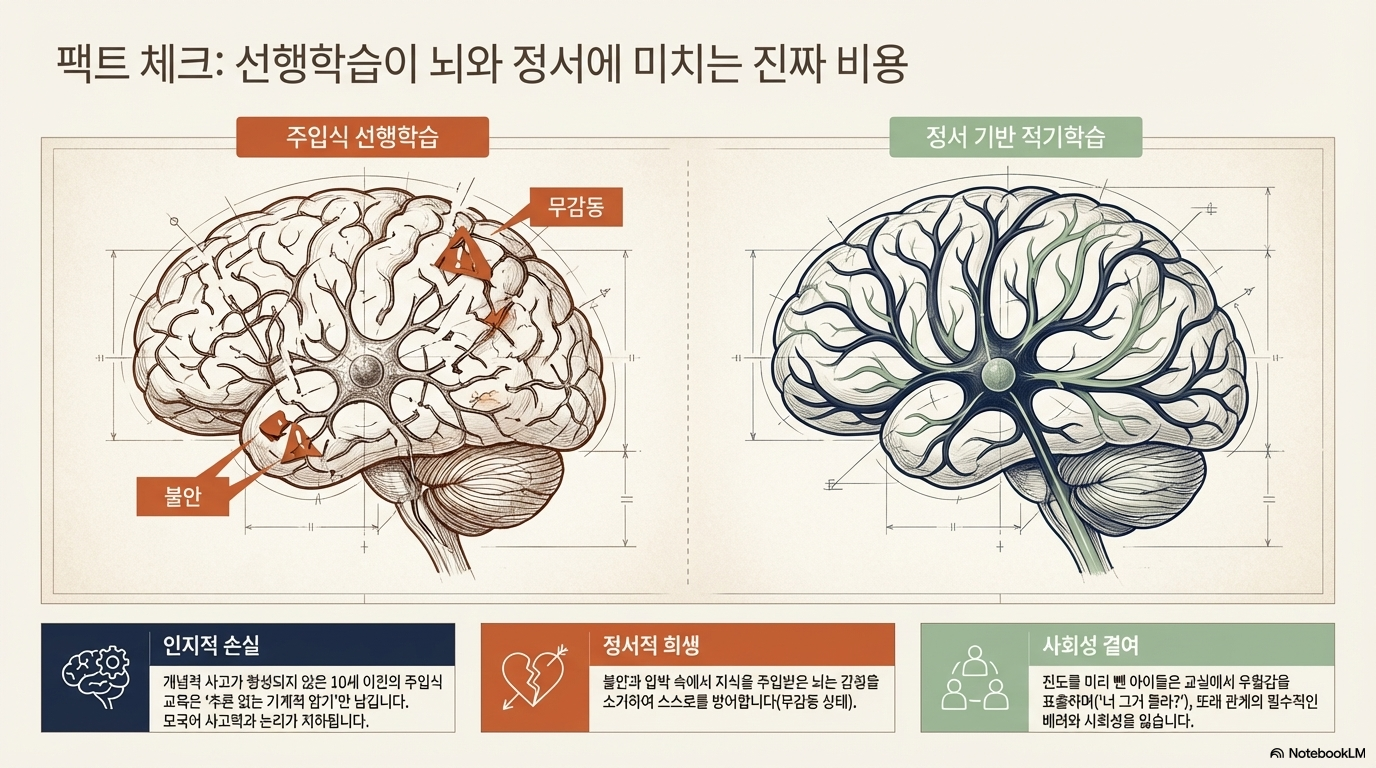 팩트 체크: 선행학습이 뇌와 정서에 미치는 진짜 비용
주입식 선행학습
정서 기반 적기학습
무감동
불안
인지적 손실
개념적 사고가 형성되지 않은 10세 이전의 주입식
교육은 '추론 없는 기계적 암기'만 남깁니다.
모국어 사고력과 논리가 저하됩니다.
정서적 희생
불안과 압박 속에서 지식을 주입받은 뇌는 감정을
소거하여 스스로를 방어합니다(무감동 상태).
사회성 결여
진도를 미리 뺀 아이들은 교실에서 우월감을
표출하며('너 그거 몰라?'), 또래 관계의 필수적인
배려와 사회성을 잃습니다.
NotebookLM